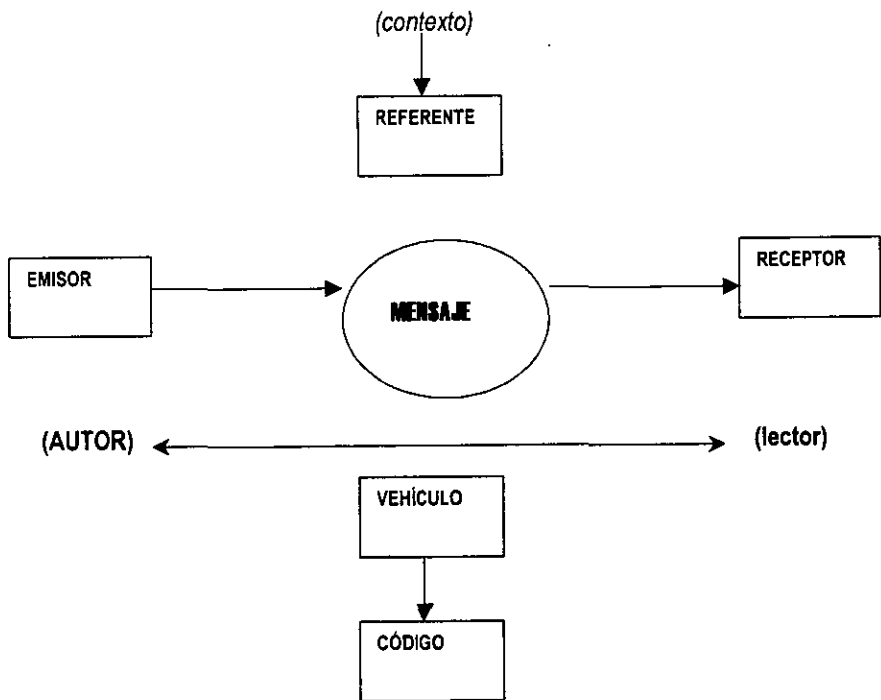 (contexto)
REFERENTE
EMISOR
MENSAJE
RECEPTOR
(AUTOR)
(lector)
VEHÍCULO
CÓDIGO